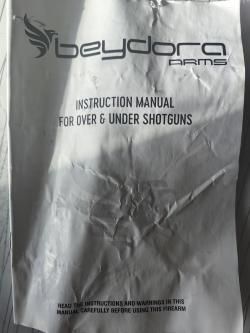 beydora
ARMS
INSTRUCTION MANUAL
FOR OVER & UNDER SHOTGUNS
READ THE INSTRUCTIONS AND WARNINGS IN THIS
MANUAL CAREFULLY BEFORE USING THIS FIREARM